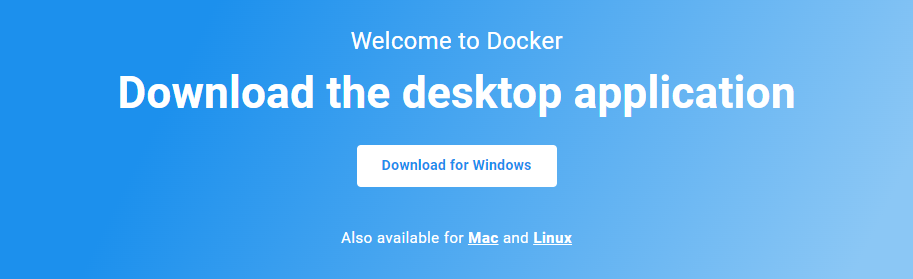 Welcome to Docker
Download the desktop application
Download for Windows
Also available for Mac and Linux